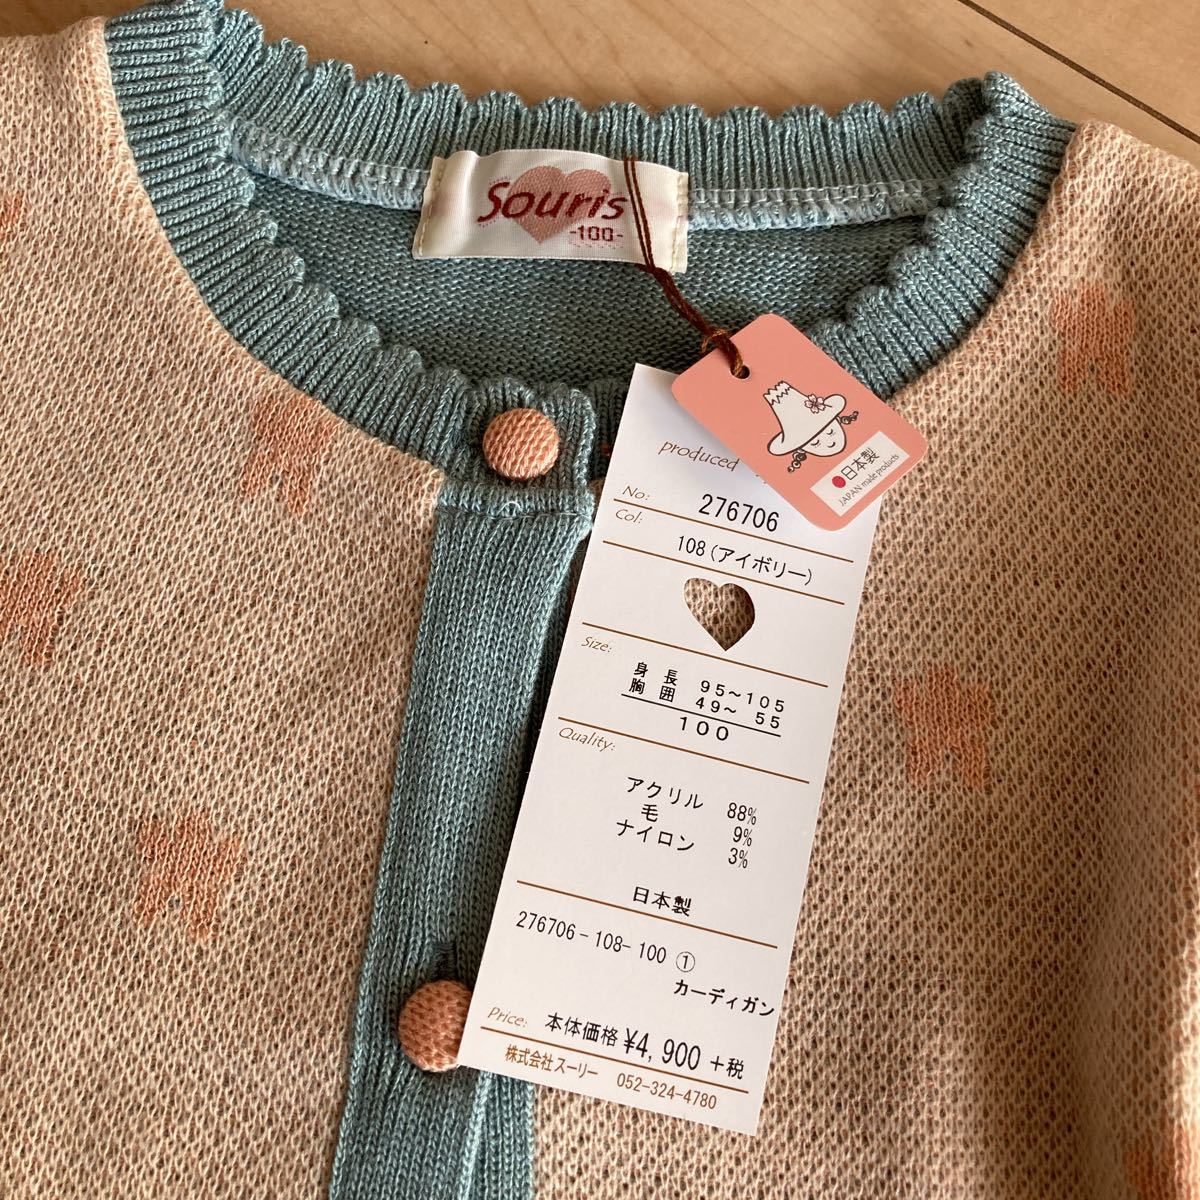 Souris
-100-
日本製
JAPAN made products
produced
No:
276706
Col:
108(アイボリー)
Size:
身長 95~105
胸囲 49~ 55
100
Quality:
アクリル 88%
毛 9%
ナイロン 3%
日本製
276706-108-100 ①
カーディガン
Price: 本体価格 ¥4,900 +税
株式会社スーリー 052-324-4780